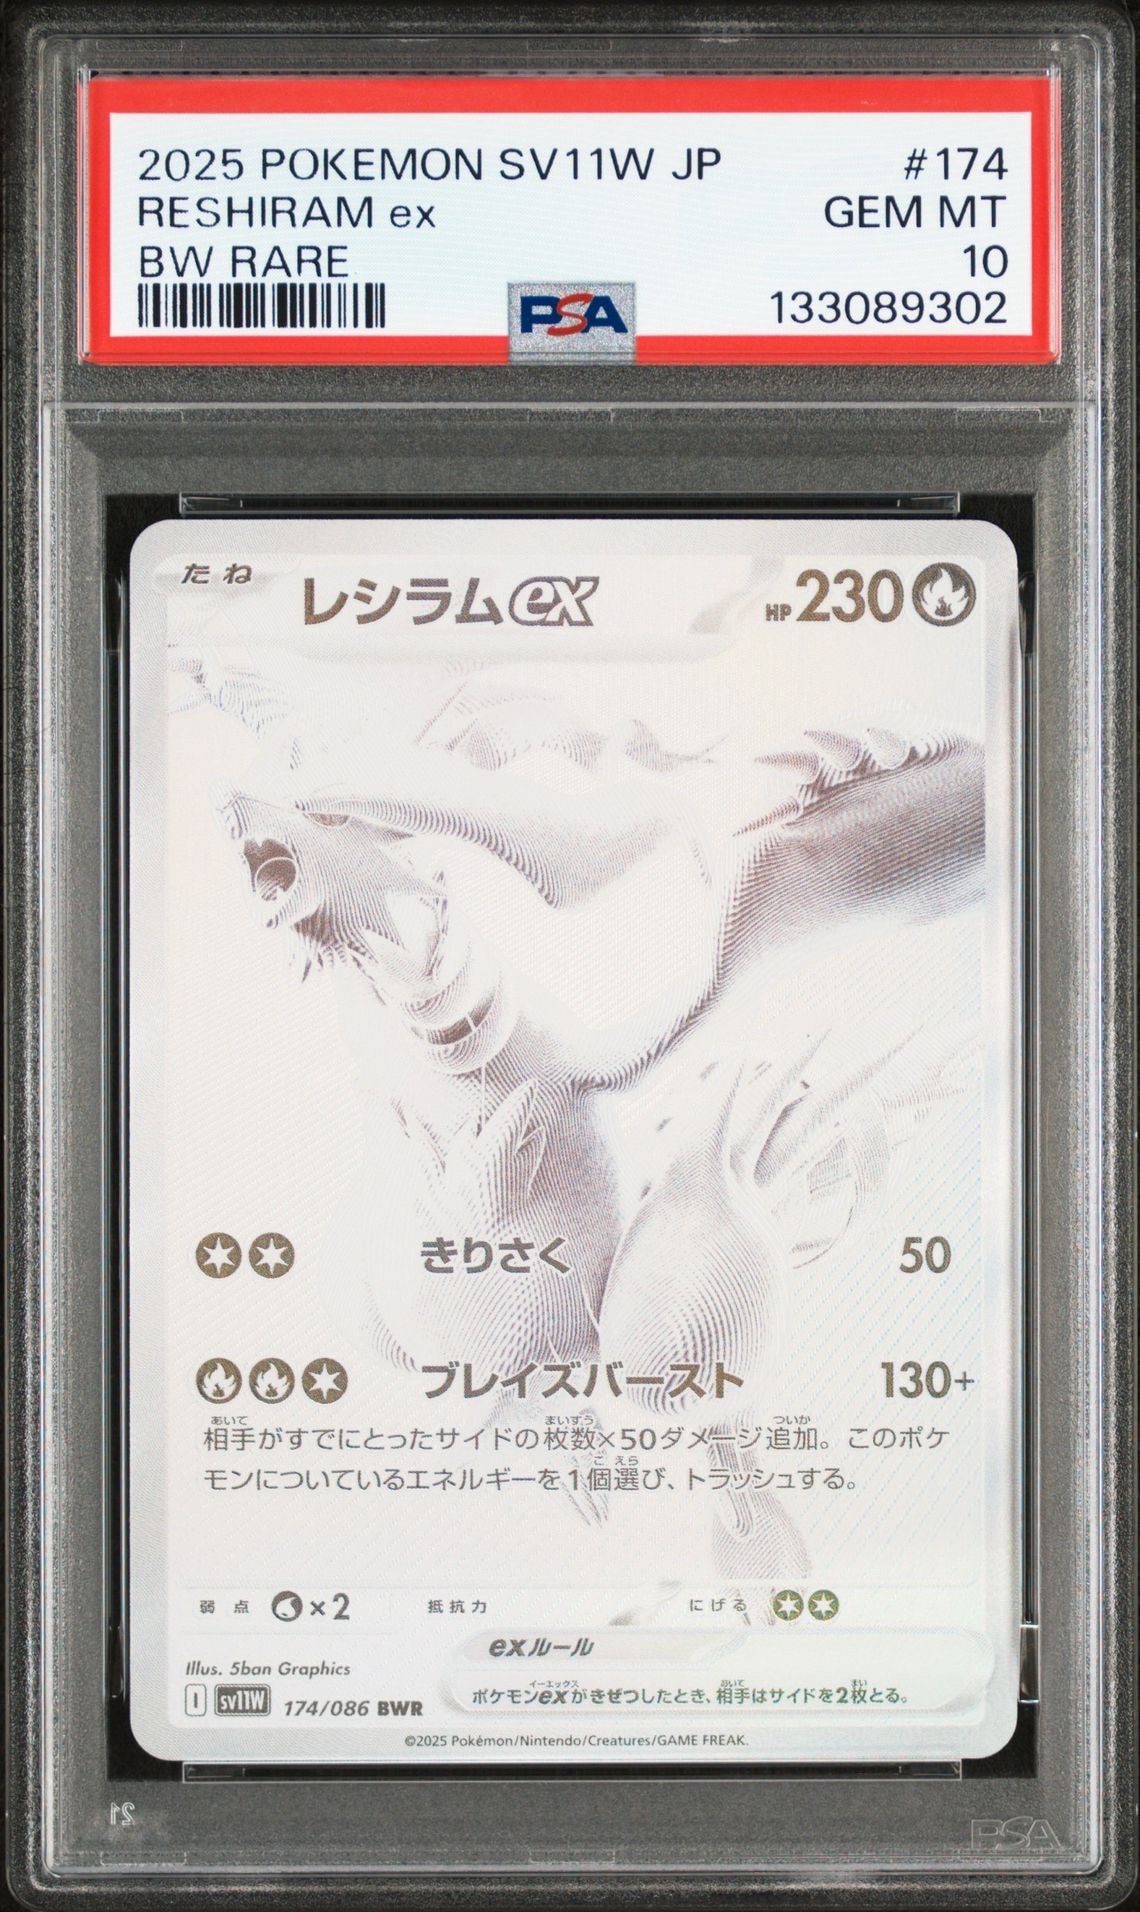 2025 POKEMON SV11W JP #174
RESHIRAM ex GEM MT
BW RARE 10
PSA 133089302
たね レシラムex HP230
きりさく 50
ブレイズバースト 130+
相手がすでにとったサイドの枚数×50ダメージ追加。このポケ
モンについているエネルギーを1個選び、トラッシュする。
弱点 ×2 抵抗力 にげる
exルール
ポケモンexがきぜつしたとき、相手はサイドを2枚とる。
Illus. 5ban Graphics
I sv11W 174/086 BWR
©2025 Pokémon/Nintendo/Creatures/GAME FREAK.
PSA